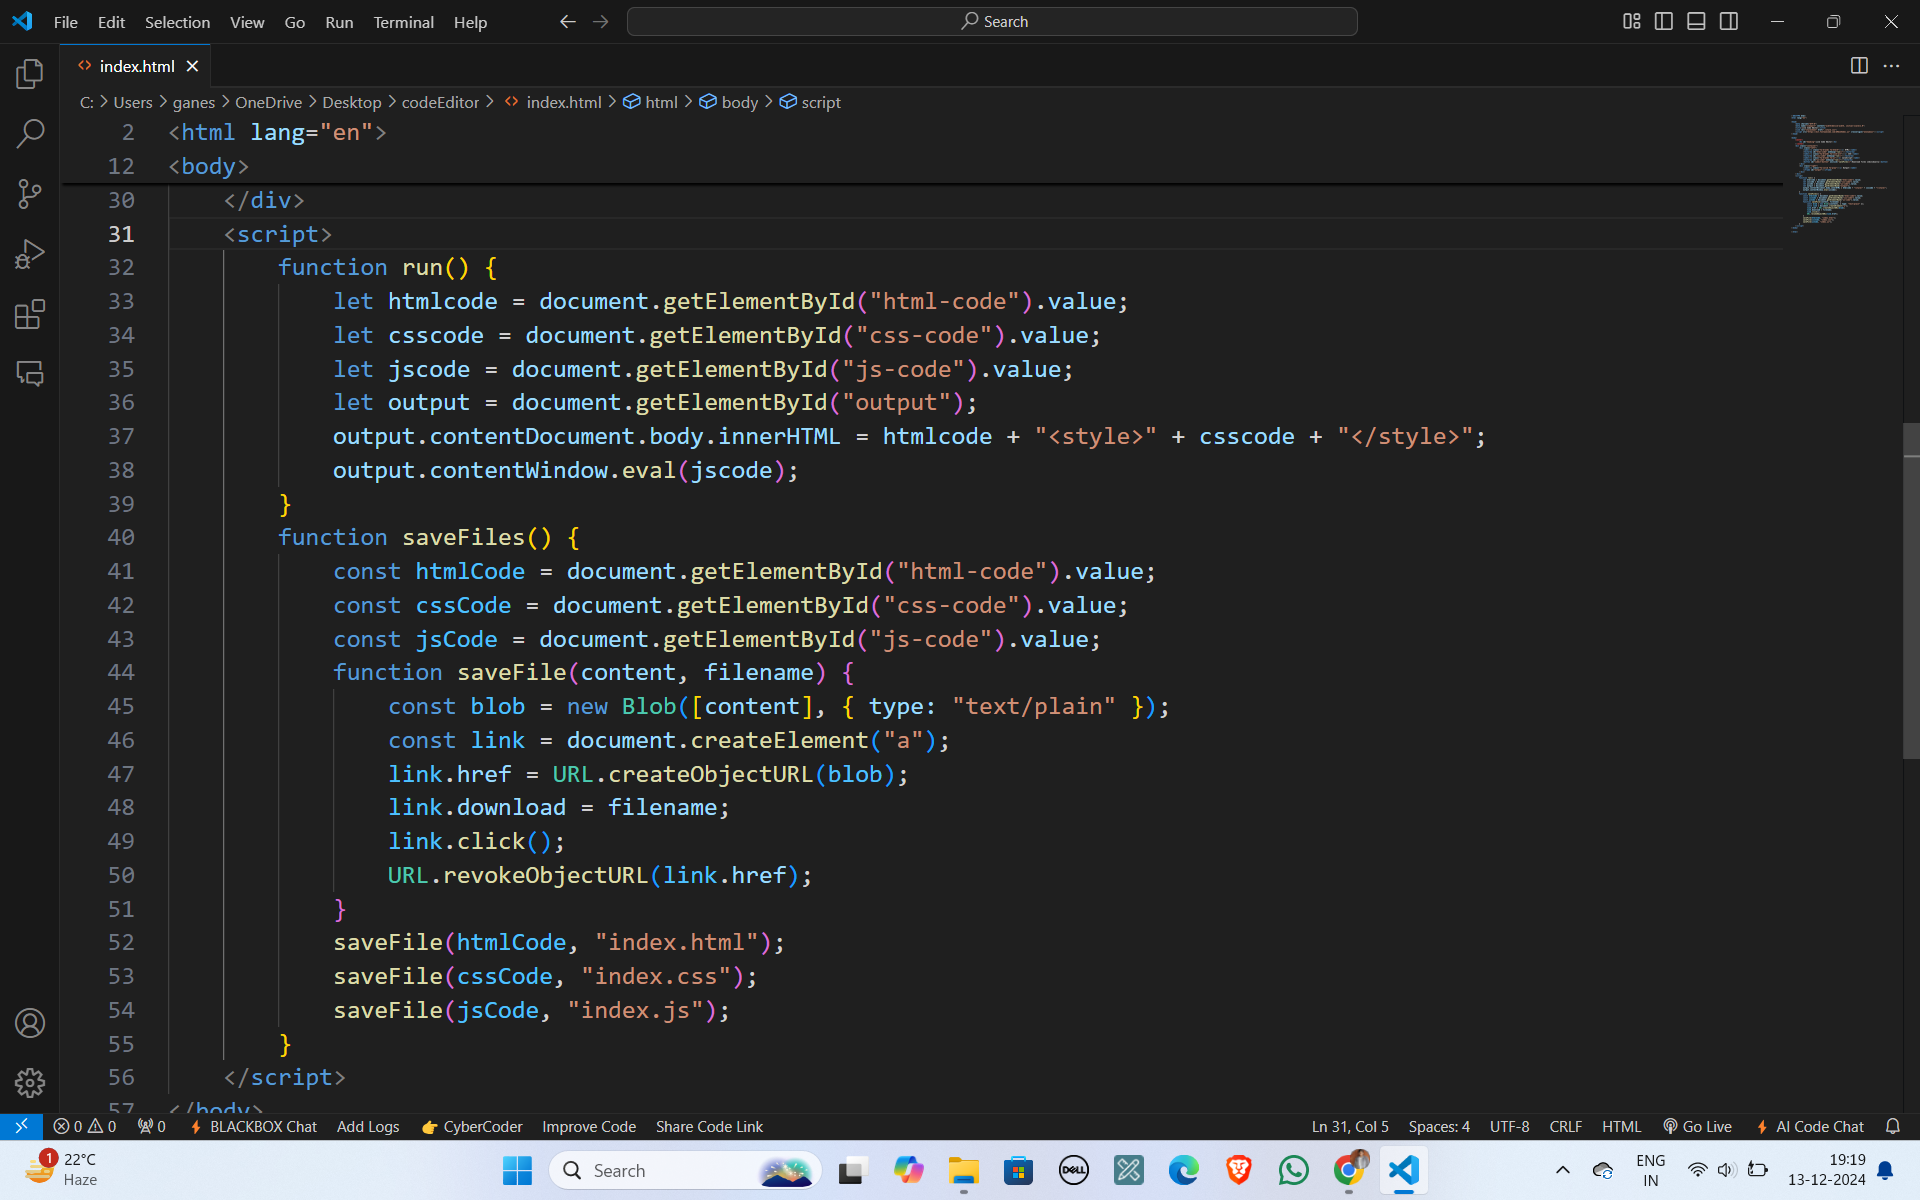 File Edit Selection View Go Run Terminal Help Search
index.html
C: > Users > ganes > OneDrive > Desktop > codeEditor > index.html > html > body > script
2 <html lang="en">
12 <body>
30 </div>
31 <script>
32 function run() {
33 let htmlcode = document.getElementById("html-code").value;
34 let csscode = document.getElementById("css-code").value;
35 let jscode = document.getElementById("js-code").value;
36 let output = document.getElementById("output");
37 output.contentDocument.body.innerHTML = htmlcode + "<style>" + csscode + "</style>";
38 output.contentWindow.eval(jscode);
39 }
40 function saveFiles() {
41 const htmlCode = document.getElementById("html-code").value;
42 const cssCode = document.getElementById("css-code").value;
43 const jsCode = document.getElementById("js-code").value;
44 function saveFile(content, filename) {
45 const blob = new Blob([content], { type: "text/plain" });
46 const link = document.createElement("a");
47 link.href = URL.createObjectURL(blob);
48 link.download = filename;
49 link.click();
50 URL.revokeObjectURL(link.href);
51 }
52 saveFile(htmlCode, "index.html");
53 saveFile(cssCode, "index.css");
54 saveFile(jsCode, "index.js");
55 }
56 </script>
57 </body>
0 0 0 BLACKBOX Chat Add Logs CyberCoder Improve Code Share Code Link Ln 31, Col 5 Spaces: 4 UTF-8 CRLF HTML Go Live AI Code Chat
1 22°C Haze Search DELL ENG IN 19:19 13-12-2024